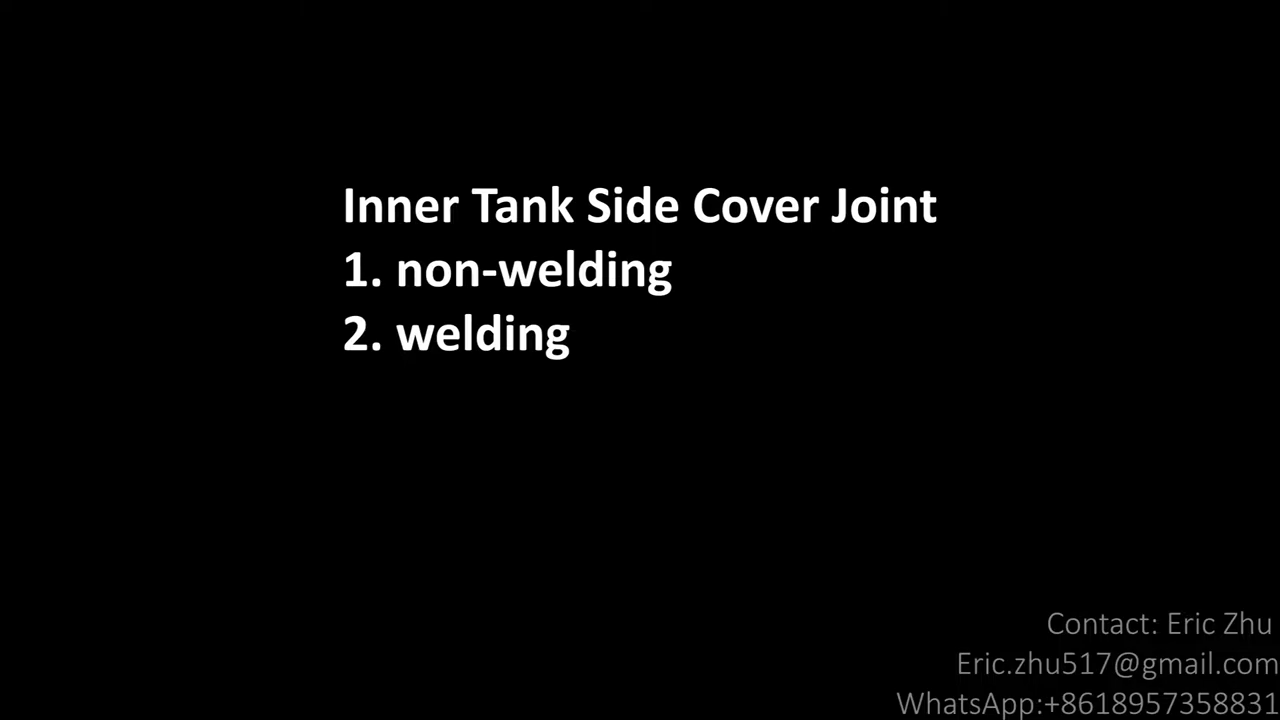 Inner Tank Side Cover Joint
1. non-welding
2. welding
Contact: Eric Zhu
Eric.zhu517@gmail.com
WhatsApp:+8618957358831